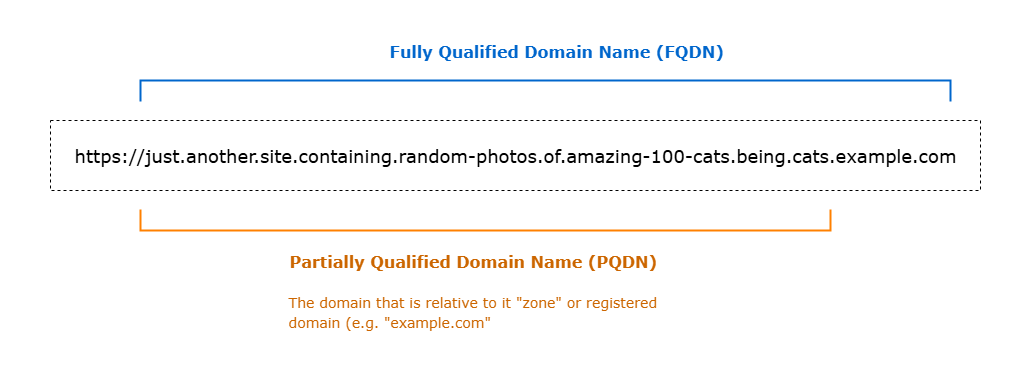 Fully Qualified Domain Name (FQDN)
https://just.another.site.containing.random-photos.of.amazing-100-cats.being.cats.example.com
Partially Qualified Domain Name (PQDN)
The domain that is relative to it "zone" or registered
domain (e.g. "example.com"